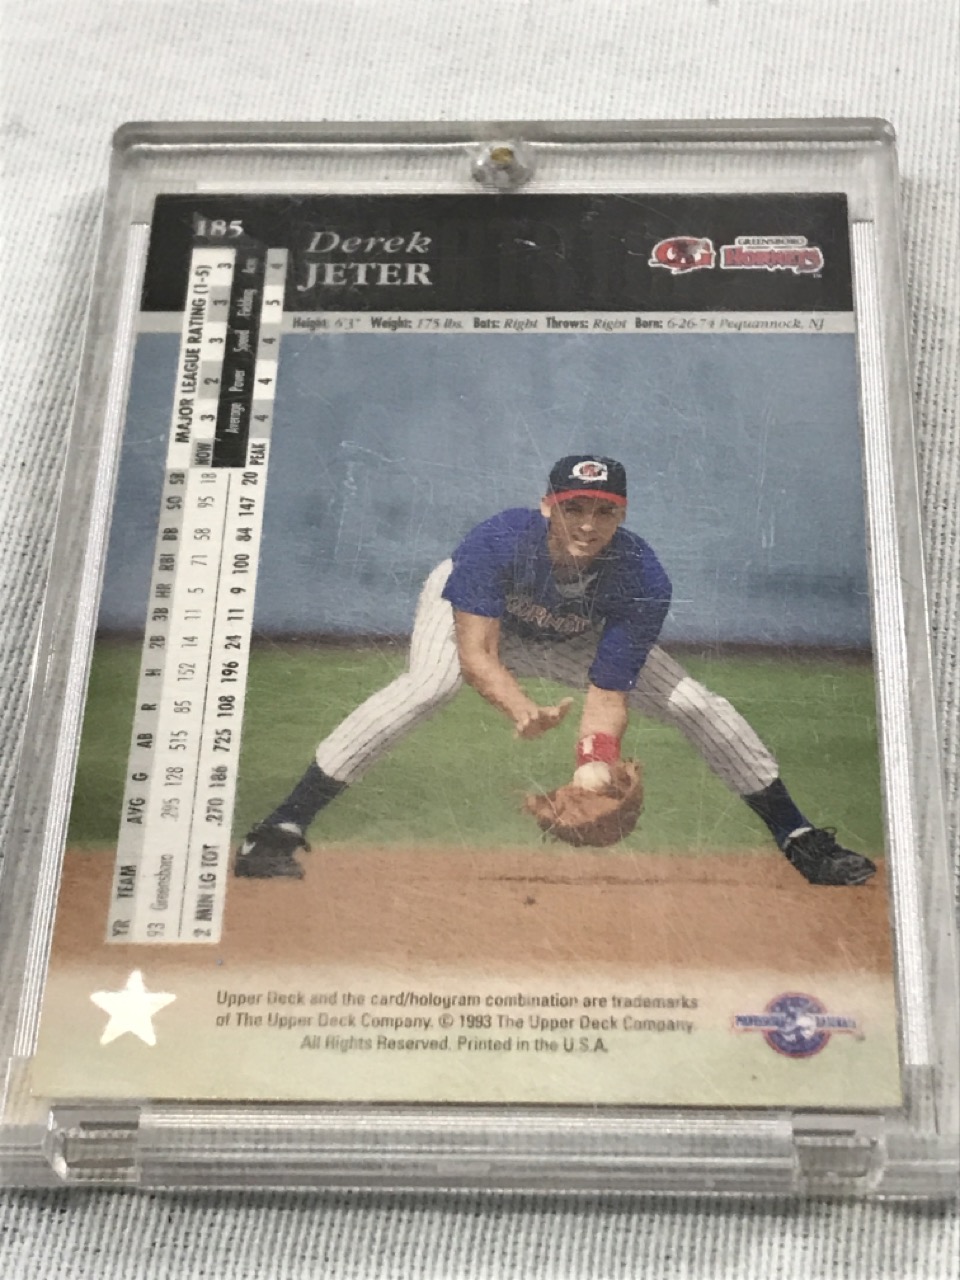 185
Derek
JETER
GREENSBORO
HORNETS
Height: 6'3" Weight: 175 lbs. Bats: Right Throws: Right Born: 6-26-74 Pequannock, NJ
MAJOR LEAGUE RATING (1-5)
NOW 3 2 3 3 3
Average Power Speed Fielding Arm
PEAK 4 4 4 5 4
YR TEAM AVG G AB R H 2B 3B HR RBI BB SO SB
93 Greensboro .295 128 515 85 152 14 11 5 71 58 95 18
2 MIN LG TOT .270 186 725 108 196 24 11 9 100 84 147 20
HORNETS
Upper Deck and the card/hologram combination are trademarks
of The Upper Deck Company. © 1993 The Upper Deck Company.
All Rights Reserved. Printed in the U.S.A.
PROFESSIONAL BASEBALL